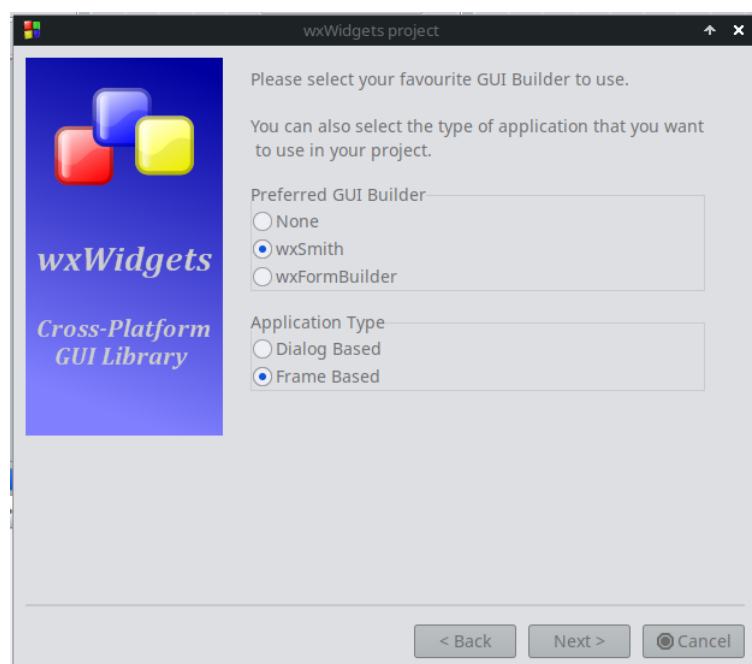 wxWidgets project
Please select your favourite GUI Builder to use.
You can also select the type of application that you want
to use in your project.
Preferred GUI Builder
None
wxSmith
wxFormBuilder
Application Type
Dialog Based
Frame Based
wxWidgets
Cross-Platform
GUI Library
< Back
Next >
Cancel